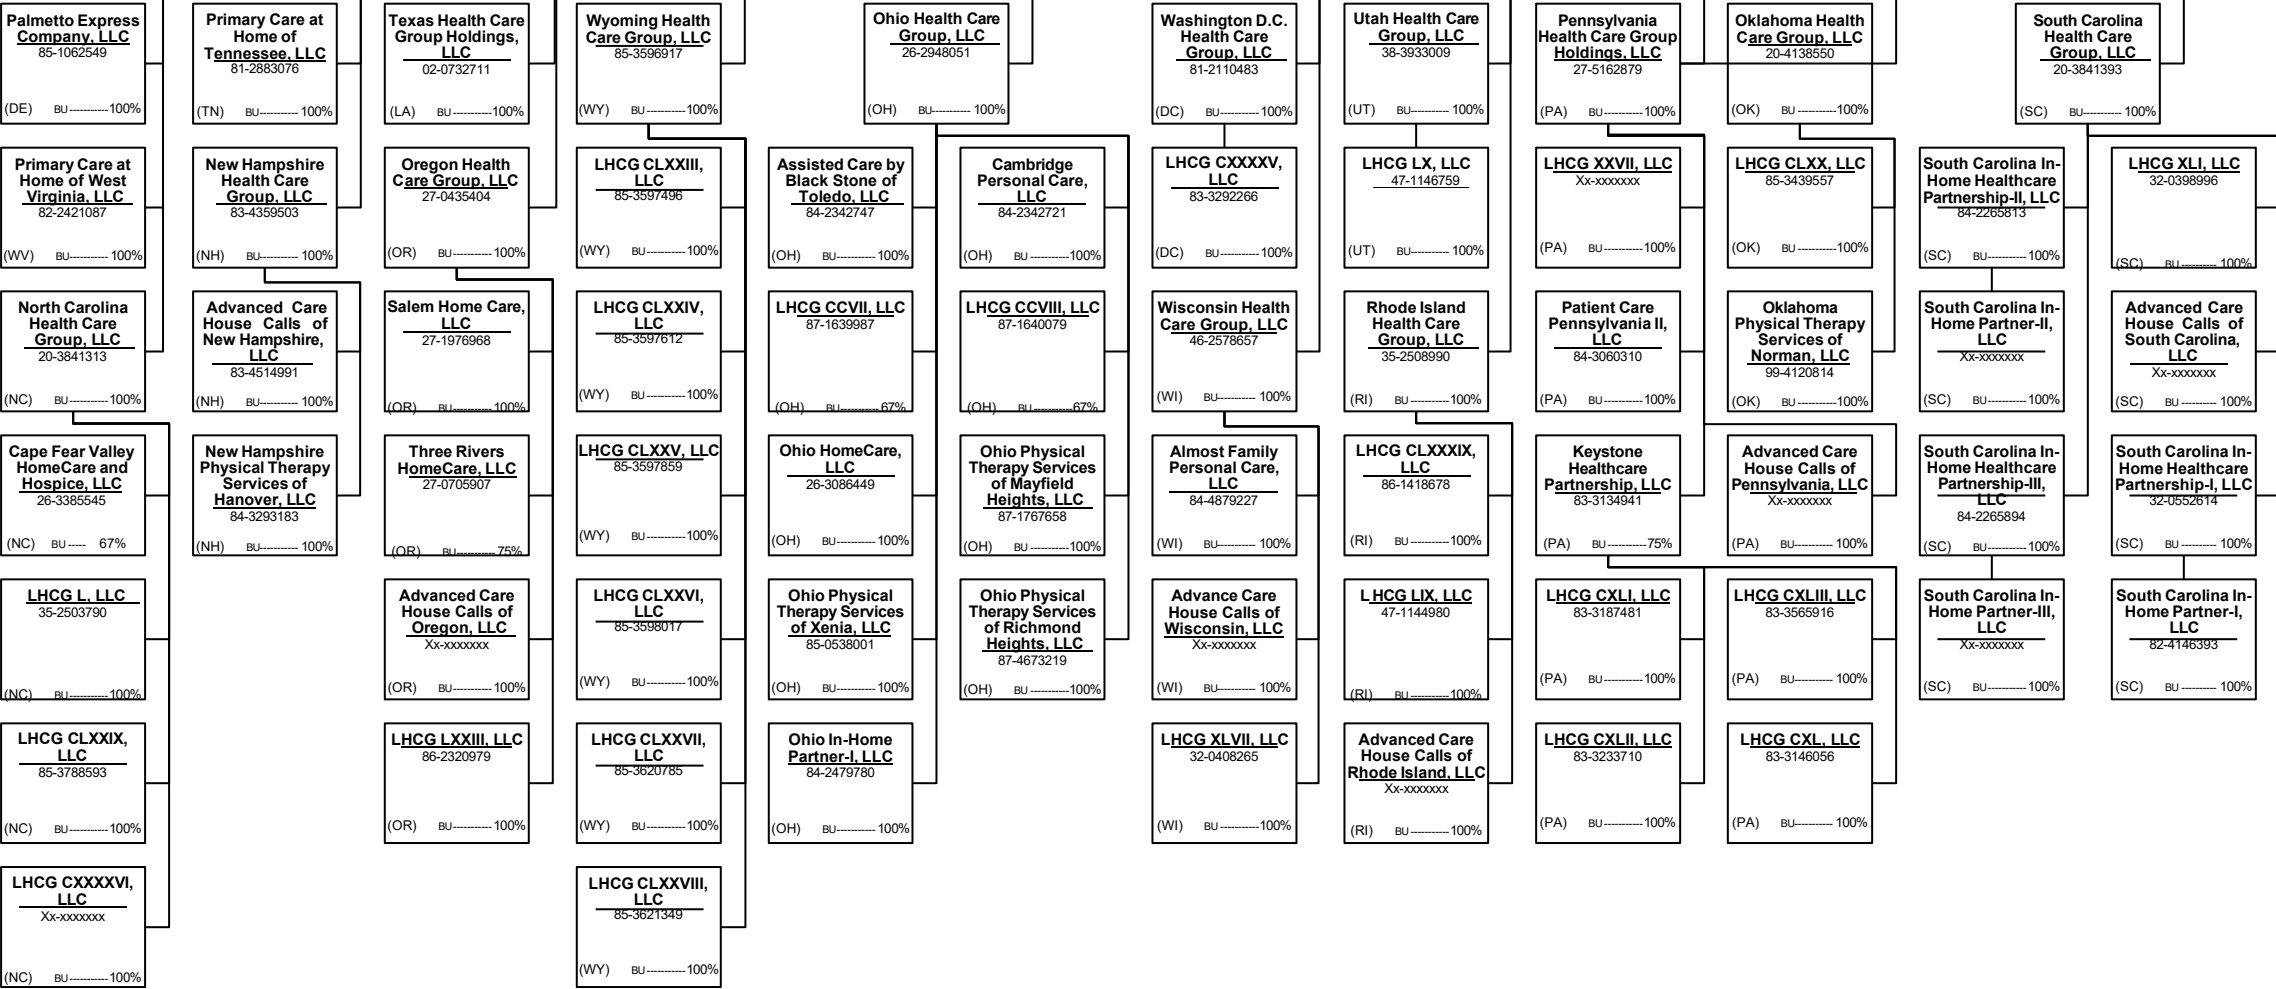 Palmetto Express
Company, LLC
85-1062549
(DE) BU-----------100%
Primary Care at
Home of
Tennessee, LLC
81-2883076
(TN) BU----------- 100%
Texas Health Care
Group Holdings,
LLC
02-0732711
(LA) BU-----------100%
Wyoming Health
Care Group, LLC
85-3596917
(WY) BU-----------100%
Ohio Health Care
Group, LLC
26-2948051
(OH) BU----------- 100%
Washington D.C.
Health Care
Group, LLC
81-2110483
(DC) BU-----------100%
Utah Health Care
Group, LLC
38-3933009
(UT) BU-----------100%
Pennsylvania
Health Care Group
Holdings, LLC
27-5162879
(PA) BU-----------100%
Oklahoma Health
Care Group, LLC
20-4138550
(OK) BU-----------100%
South Carolina
Health Care
Group, LLC
20-3841393
(SC) BU-----------100%
Primary Care at
Home of West
Virginia, LLC
82-2421087
(WV) BU----------- 100%
New Hampshire
Health Care
Group, LLC
83-4359503
(NH) BU----------- 100%
Oregon Health
Care Group, LLC
27-0435404
(OR) BU-----------100%
LHCG CLXXIII,
LLC
85-3597496
(WY) BU-----------100%
Assisted Care by
Black Stone of
Toledo, LLC
84-2342747
(OH) BU-----------100%
Cambridge
Personal Care,
LLC
84-2342721
(OH) BU-----------100%
LHCG CXXXXV,
LLC
83-3292266
(DC) BU-----------100%
LHCG LX, LLC
47-1146759
(UT) BU-----------100%
LHCG XXVII, LLC
Xx-xxxxxxx
(PA) BU-----------100%
LHCG CLXX, LLC
85-3439557
(OK) BU-----------100%
South Carolina In-
Home Healthcare
Partnership-II, LLC
84-2265813
(SC) BU-----------100%
LHCG XLI, LLC
32-0398996
(SC) BU-----------100%
North Carolina
Health Care
Group, LLC
20-3841313
(NC) BU-----------100%
Advanced Care
House Calls of
New Hampshire,
LLC
83-4514991
(NH) BU----------- 100%
Salem Home Care,
LLC
27-1976968
(OR) BU-----------100%
LHCG CLXXIV,
LLC
85-3597612
(WY) BU-----------100%
LHCG CCVII, LLC
87-1639987
(OH) BU-----------67%
LHCG CCVIII, LLC
87-1640079
(OH) BU-----------67%
Wisconsin Health
Care Group, LLC
46-2578657
(WI) BU----------- 100%
Rhode Island
Health Care
Group, LLC
35-2508990
(RI) BU-----------100%
Patient Care
Pennsylvania II,
LLC
84-3060310
(PA) BU-----------100%
Oklahoma
Physical Therapy
Services of
Norman, LLC
99-4120814
(OK) BU-----------100%
South Carolina In-
Home Partner-II,
LLC
Xx-xxxxxxx
(SC) BU-----------100%
Advanced Care
House Calls of
South Carolina,
LLC
Xx-xxxxxxx
(SC) BU-----------100%
Cape Fear Valley
HomeCare and
Hospice, LLC
26-3385545
(NC) BU----- 67%
New Hampshire
Physical Therapy
Services of
Hanover, LLC
84-3293183
(NH) BU----------- 100%
Three Rivers
HomeCare, LLC
27-0705907
(OR) BU-----------75%
LHCG CLXXV, LLC
85-3597859
(WY) BU-----------100%
Ohio HomeCare,
LLC
26-3086449
(OH) BU-----------100%
Ohio Physical
Therapy Services
of Mayfield
Heights, LLC
87-1767658
(OH) BU-----------100%
Almost Family
Personal Care,
LLC
84-4879227
(WI) BU----------- 100%
LHCG CLXXXIX,
LLC
86-1418678
(RI) BU-----------100%
Keystone
Healthcare
Partnership, LLC
83-3134941
(PA) BU-----------75%
Advanced Care
House Calls of
Pennsylvania, LLC
Xx-xxxxxxx
(PA) BU----------- 100%
South Carolina In-
Home Healthcare
Partnership-III,
LLC
84-2265894
(SC) BU-----------100%
South Carolina In-
Home Healthcare
Partnership-I, LLC
32-0552614
(SC) BU-----------100%
LHCG L, LLC
35-2503790
(NC) BU-----------100%
Advanced Care
House Calls of
Oregon, LLC
Xx-xxxxxxx
(OR) BU-----------100%
LHCG CLXXVI,
LLC
85-3598017
(WY) BU-----------100%
Ohio Physical
Therapy Services
of Xenia, LLC
85-0538001
(OH) BU-----------100%
Ohio Physical
Therapy Services
of Richmond
Heights, LLC
87-4673219
(OH) BU-----------100%
Advance Care
House Calls of
Wisconsin, LLC
Xx-xxxxxxx
(WI) BU----------- 100%
LHCG LIX, LLC
47-1144980
(RI) BU-----------100%
LHCG CXLI, LLC
83-3187481
(PA) BU-----------100%
LHCG CXLIII, LLC
83-3565916
(PA) BU----------- 100%
South Carolina In-
Home Partner-III,
LLC
Xx-xxxxxxx
(SC) BU-----------100%
South Carolina In-
Home Partner-I,
LLC
82-4146393
(SC) BU-----------100%
LHCG CLXXIX,
LLC
85-3788593
(NC) BU-----------100%
LHCG LXXIII, LLC
86-2320979
(OR) BU-----------100%
LHCG CLXXVII,
LLC
85-3620785
(WY) BU-----------100%
Ohio In-Home
Partner-I, LLC
84-2479780
(OH) BU-----------100%
LHCG XLVII, LLC
32-0408265
(WI) BU----------- 100%
Advanced Care
House Calls of
Rhode Island, LLC
Xx-xxxxxxx
(RI) BU-----------100%
LHCG CXLII, LLC
83-3233710
(PA) BU-----------100%
LHCG CXL, LLC
83-3146056
(PA) BU----------- 100%
LHCG CXXXXVI,
LLC
Xx-xxxxxxx
(NC) BU-----------100%
LHCG CLXXVIII,
LLC
85-3621349
(WY) BU-----------100%